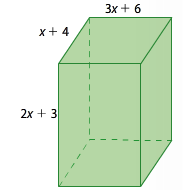 3x + 6
x + 4
2x + 3